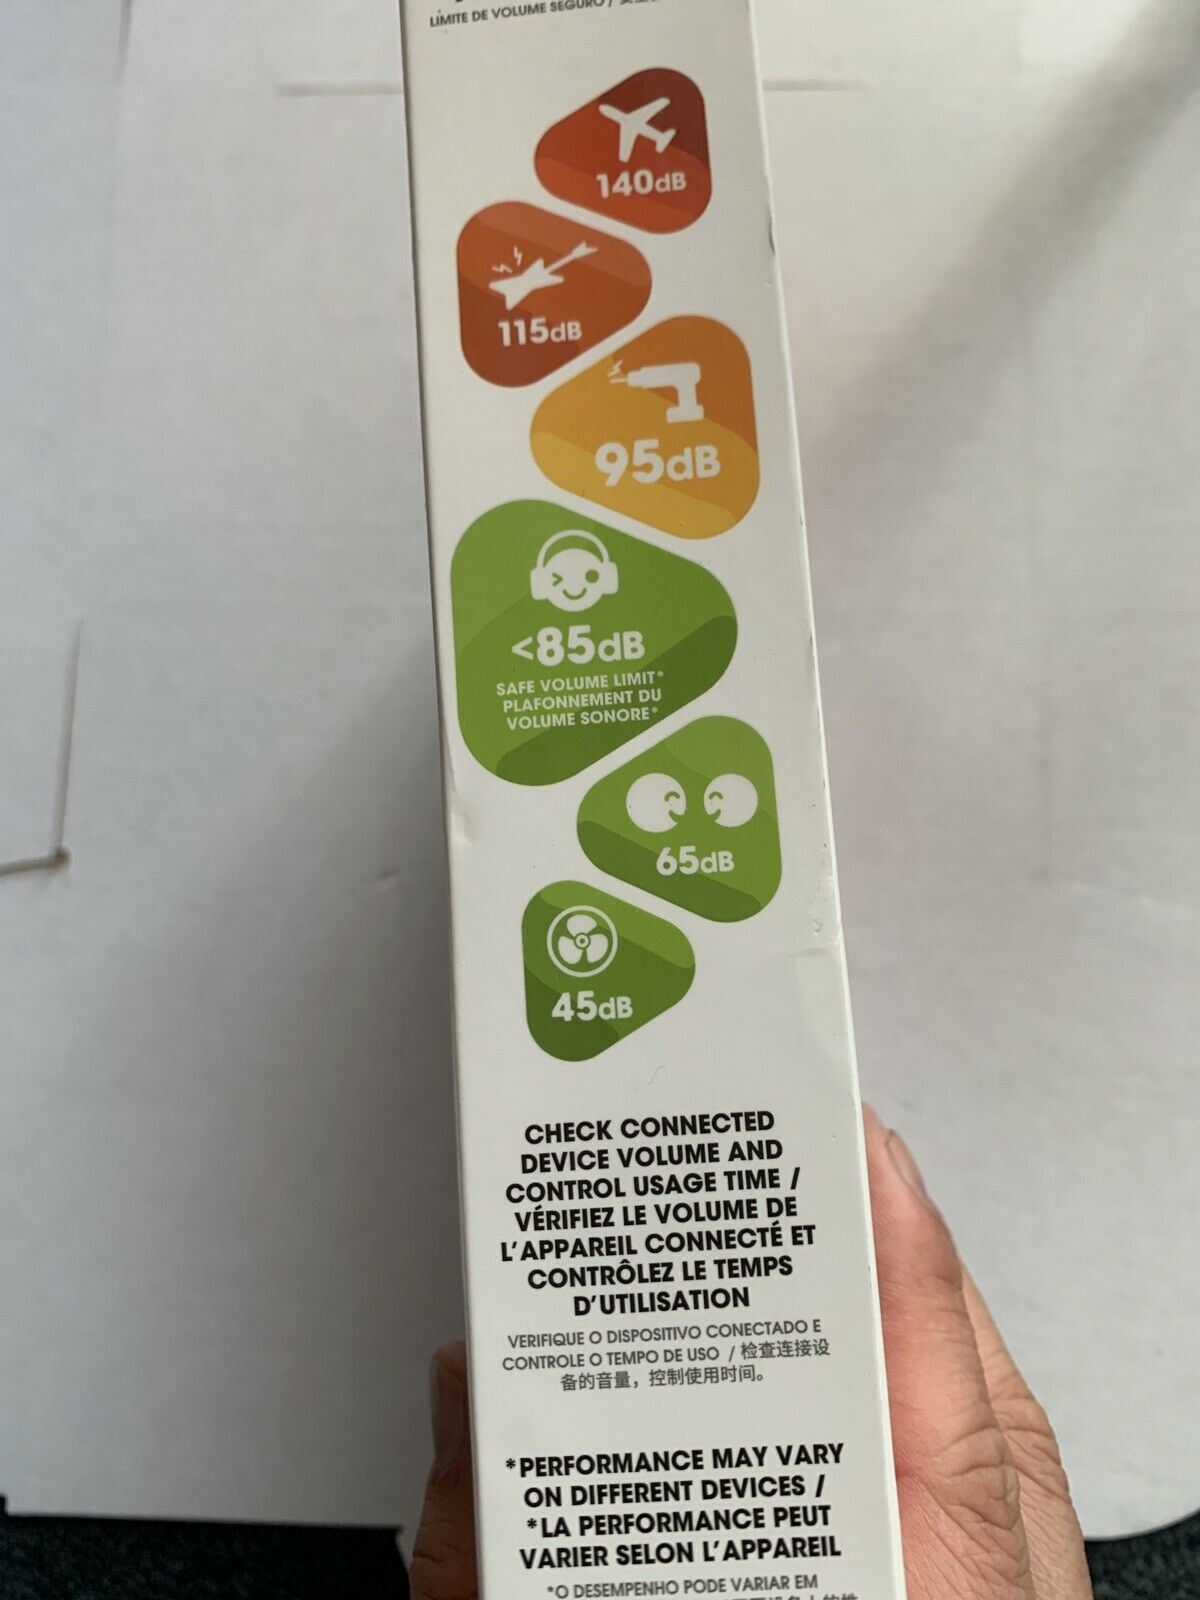 LIMITE DE VOLUME SEGURO /
140dB
115dB
95dB
<85dB
SAFE VOLUME LIMIT*
PLAFONNEMENT DU
VOLUME SONORE*
65dB
45dB
CHECK CONNECTED
DEVICE VOLUME AND
CONTROL USAGE TIME /
VÉRIFIEZ LE VOLUME DE
L'APPAREIL CONNECTÉ ET
CONTRÔLEZ LE TEMPS
D'UTILISATION
VERIFIQUE O DISPOSITIVO CONECTADO E
CONTROLE O TEMPO DE USO / 检查连接设
备的音量，控制使用时间。
*PERFORMANCE MAY VARY
ON DIFFERENT DEVICES /
*LA PERFORMANCE PEUT
VARIER SELON L'APPAREIL
*O DESEMPENHO PODE VARIAR EM